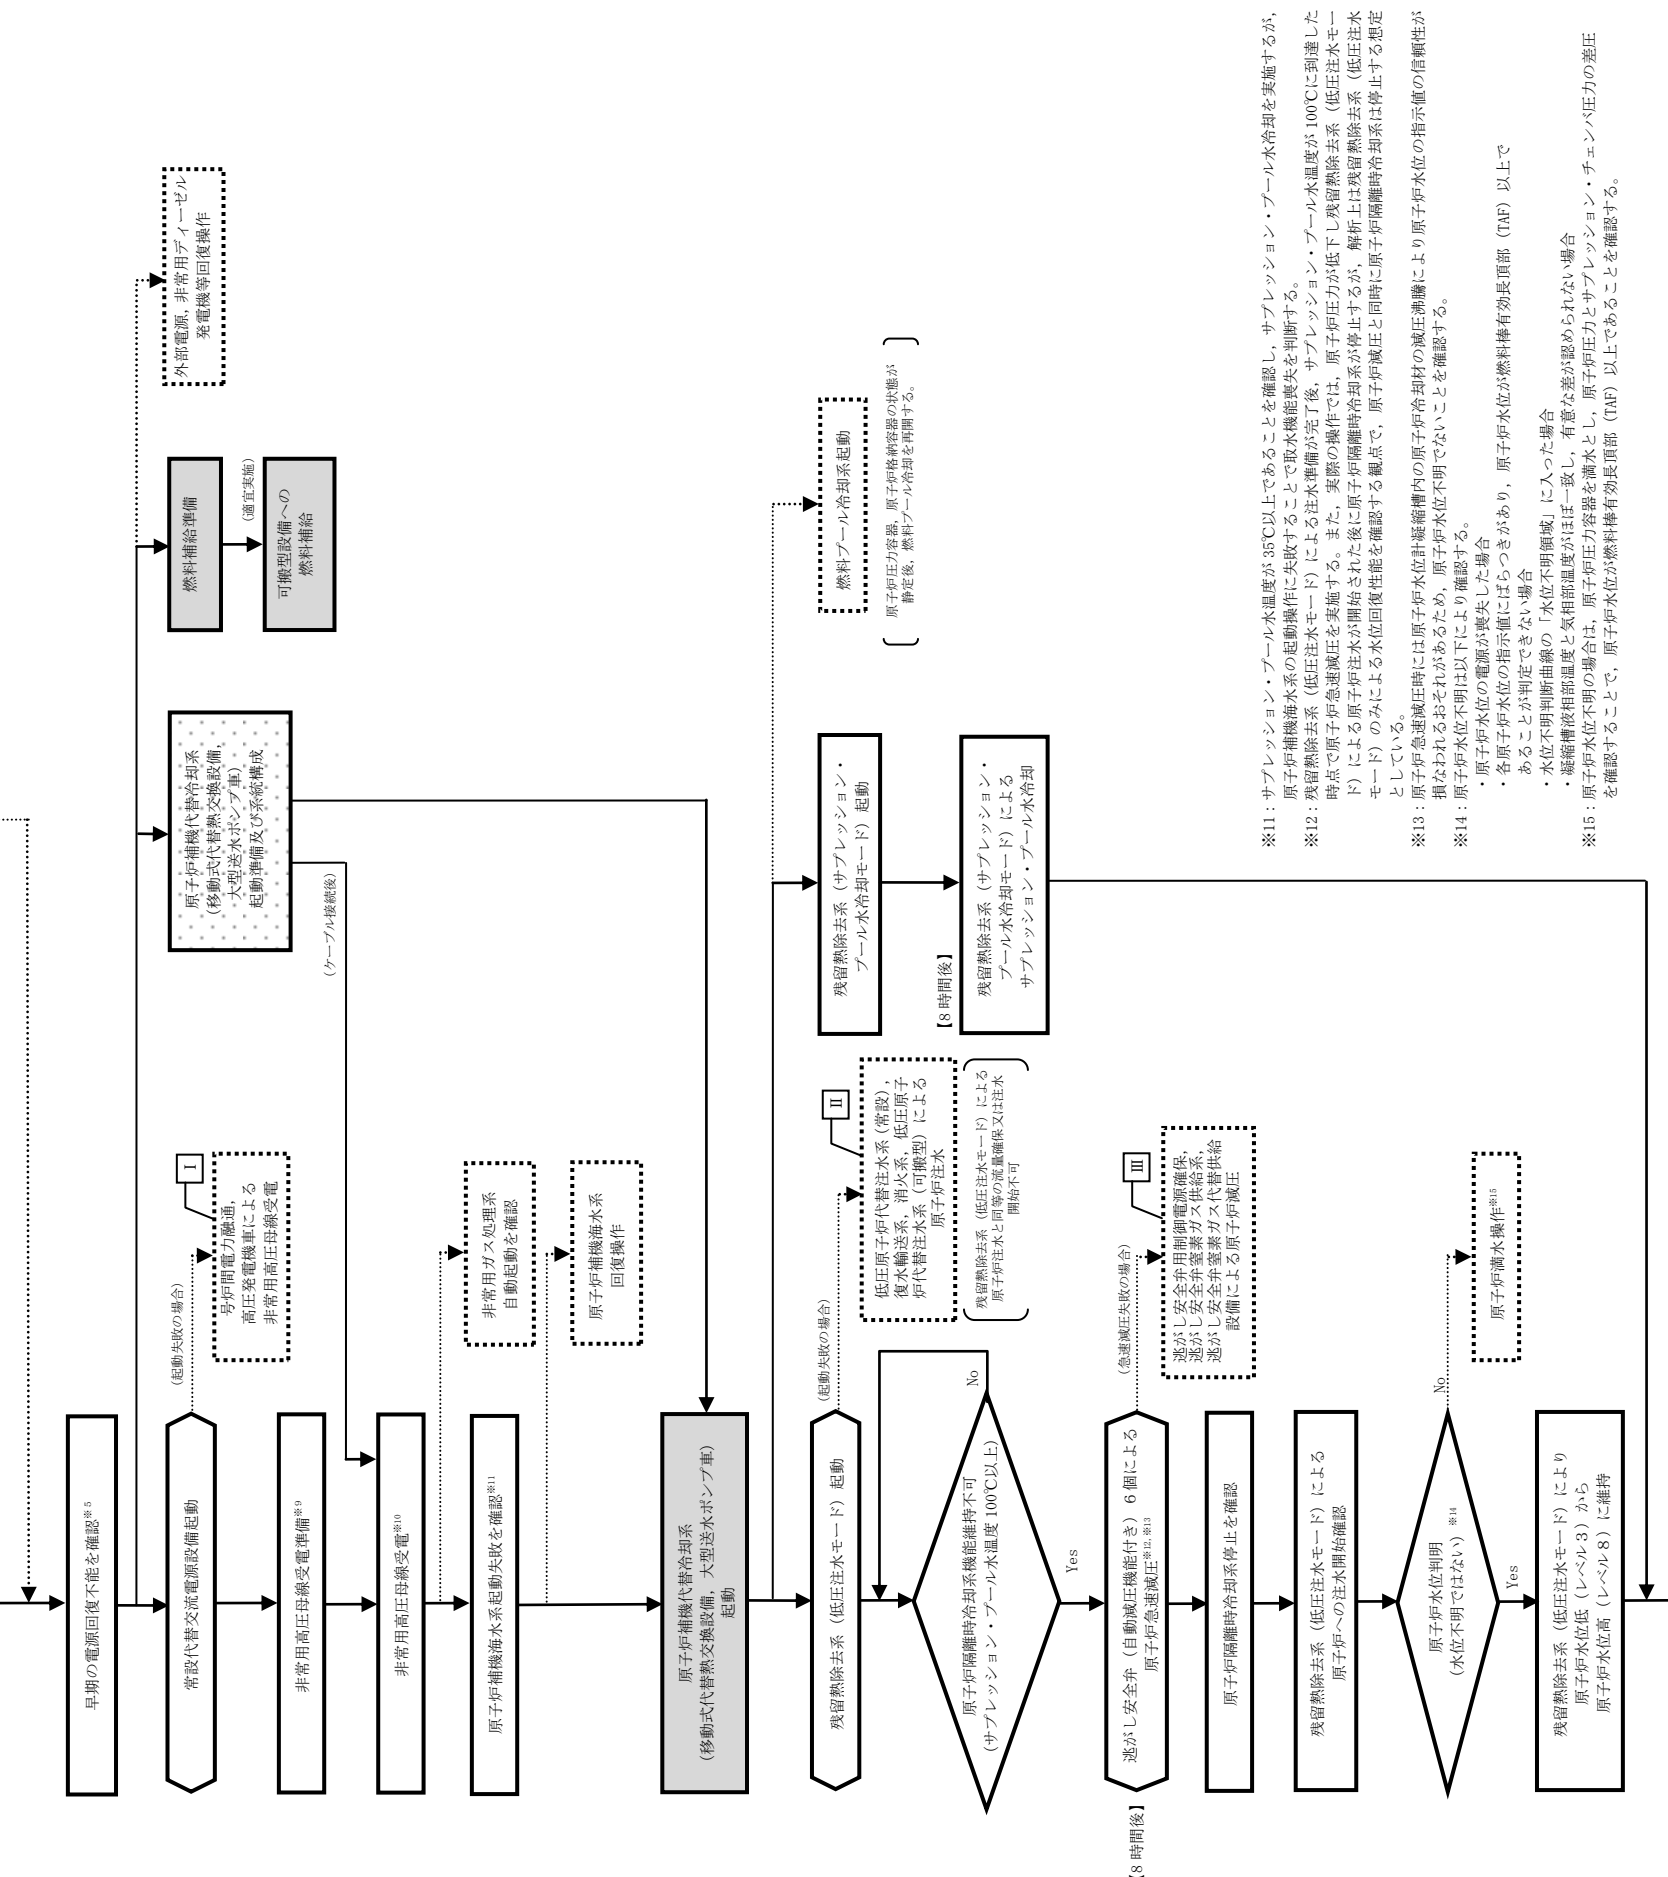 早期の電源回復不能を確認※5
常設代替交流電源設備起動
（起動失敗の場合）
Ⅰ
号炉間電力融通,
高圧発電機車による
非常用高圧母線受電
非常用高圧母線受電準備※9
非常用高圧母線受電※10
原子炉補機海水系起動失敗を確認※11
非常用ガス処理系
自動起動を確認
原子炉補機海水系
回復操作
原子炉補機代替冷却系
（移動式代替熱交換設備,
大型送水ポンプ車）
起動準備及び系統構成
（ケーブル接続後）
燃料補給準備
（適宜実施）
可搬型設備への
燃料補給
外部電源, 非常用ディーゼル
発電機等回復操作
原子炉補機代替冷却系
（移動式代替熱交換設備, 大型送水ポンプ車）
起動
残留熱除去系（低圧注水モード）起動
（起動失敗の場合）
Ⅱ
低圧原子炉代替注水系（常設）,
復水輸送系, 消火系, 低圧原子
炉代替注水系（可搬型）による
原子炉注水
残留熱除去系（低圧注水モード）による
原子炉注水と同等の流量確保又は注水
開始不可
残留熱除去系（サプレッション・
プール水冷却モード）起動
【8時間後】
残留熱除去系（サプレッション・
プール水冷却モード）による
サプレッション・プール水冷却
燃料プール冷却系起動
原子炉圧力容器, 原子炉格納容器の状態が
静定後, 燃料プール冷却を再開する。
原子炉隔離時冷却系機能維持不可
（サプレッション・プール水温度100℃以上）
No
Yes
【8時間後】
逃がし安全弁（自動減圧機能付き）6個による
原子炉急速減圧※12, ※13
（急速減圧失敗の場合）
Ⅲ
逃がし安全弁用制御電源確保,
逃がし安全弁窒素ガス供給系,
逃がし安全弁窒素ガス代替供給
設備による原子炉減圧
原子炉隔離時冷却系停止を確認
残留熱除去系（低圧注水モード）による
原子炉への注水開始確認
原子炉水位判明
（水位不明ではない）※14
No
原子炉満水操作※15
Yes
残留熱除去系（低圧注水モード）により
原子炉水位低（レベル3）から
原子炉水位高（レベル8）に維持
※11：サプレッション・プール水温度が35℃以上であることを確認し, サプレッション・プール水冷却を実施するが,
原子炉補機海水系の起動操作に失敗することで取水機能喪失を判断する。
※12：残留熱除去系（低圧注水モード）による注水準備が完了後, サプレッション・プール水温度が100℃に到達した
時点で原子炉急速減圧を実施する。また, 実際の操作では, 原子炉圧力が低下し残留熱除去系（低圧注水モー
ド）による原子炉注水が開始された後に原子炉隔離時冷却系が停止するが, 解析上は残留熱除去系（低圧注水
モード）のみによる水位回復性能を確認する観点で, 原子炉減圧と同時に原子炉隔離時冷却系は停止する想定
としている。
※13：原子炉急速減圧時には原子炉水位計凝縮槽内の原子炉冷却材の減圧沸騰により原子炉水位の指示値の信頼性が
損なわれるおそれがあるため, 原子炉水位不明でないことを確認する。
※14：原子炉水位不明は以下により確認する。
・原子炉水位の電源が喪失した場合
・各原子炉水位の指示値にばらつきがあり, 原子炉水位が燃料棒有効長頂部（TAF）以上で
あることが判定できない場合
・水位不明判断曲線の「水位不明領域」に入った場合
・凝縮槽液相部温度と気相部温度がほぼ一致し, 有意な差が認められない場合
※15：原子炉水位不明の場合は, 原子炉圧力容器を満水とし, 原子炉圧力とサプレッション・チェンバ圧力の差圧
を確認することで, 原子炉水位が燃料棒有効長頂部（TAF）以上であることを確認する。